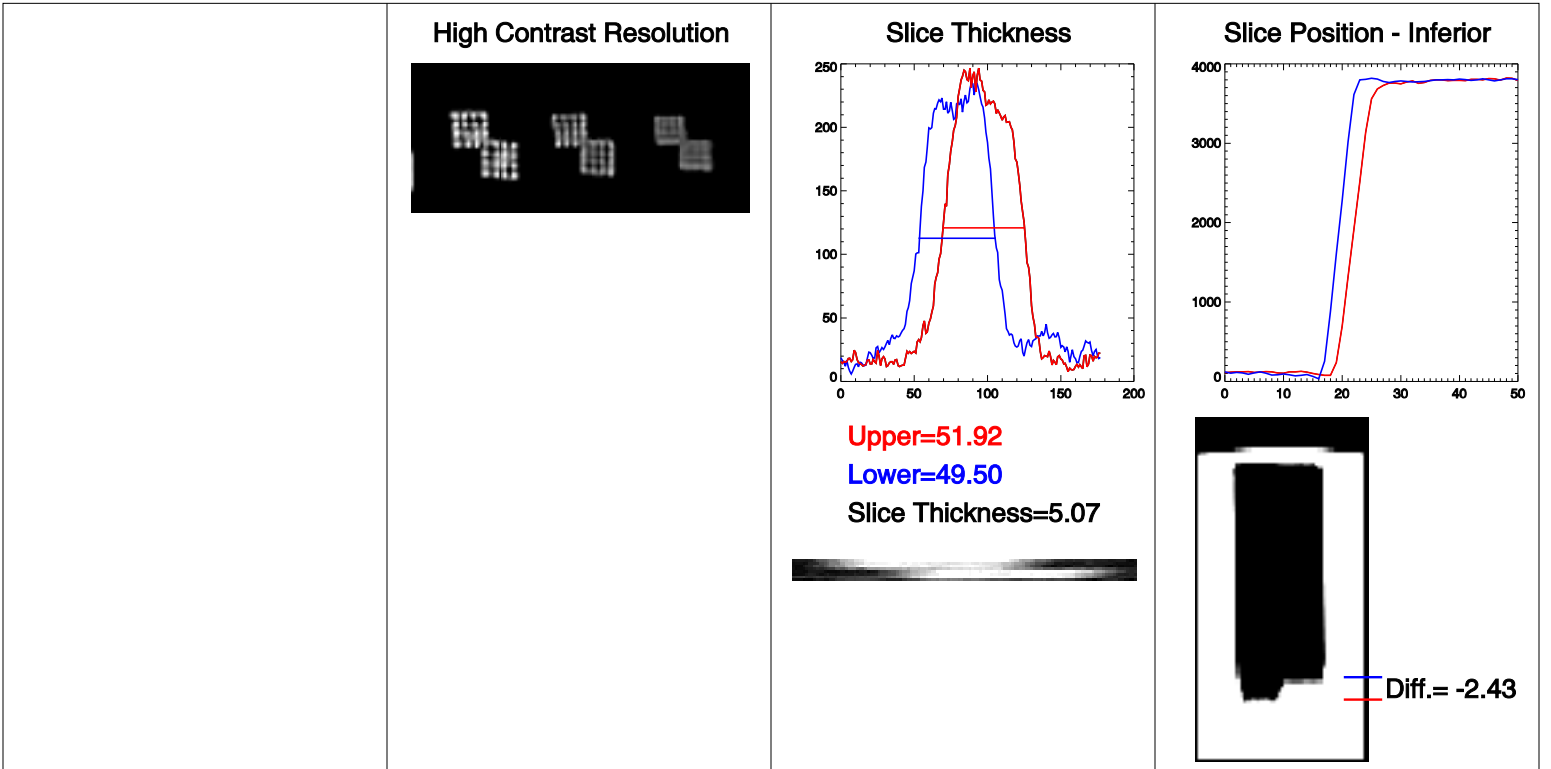 High Contrast Resolution
Slice Thickness
250
200
150
100
50
0
0 50 100 150 200
Upper=51.92
Lower=49.50
Slice Thickness=5.07
Slice Position - Inferior
4000
3000
2000
1000
0
0 10 20 30 40 50
Diff.= -2.43